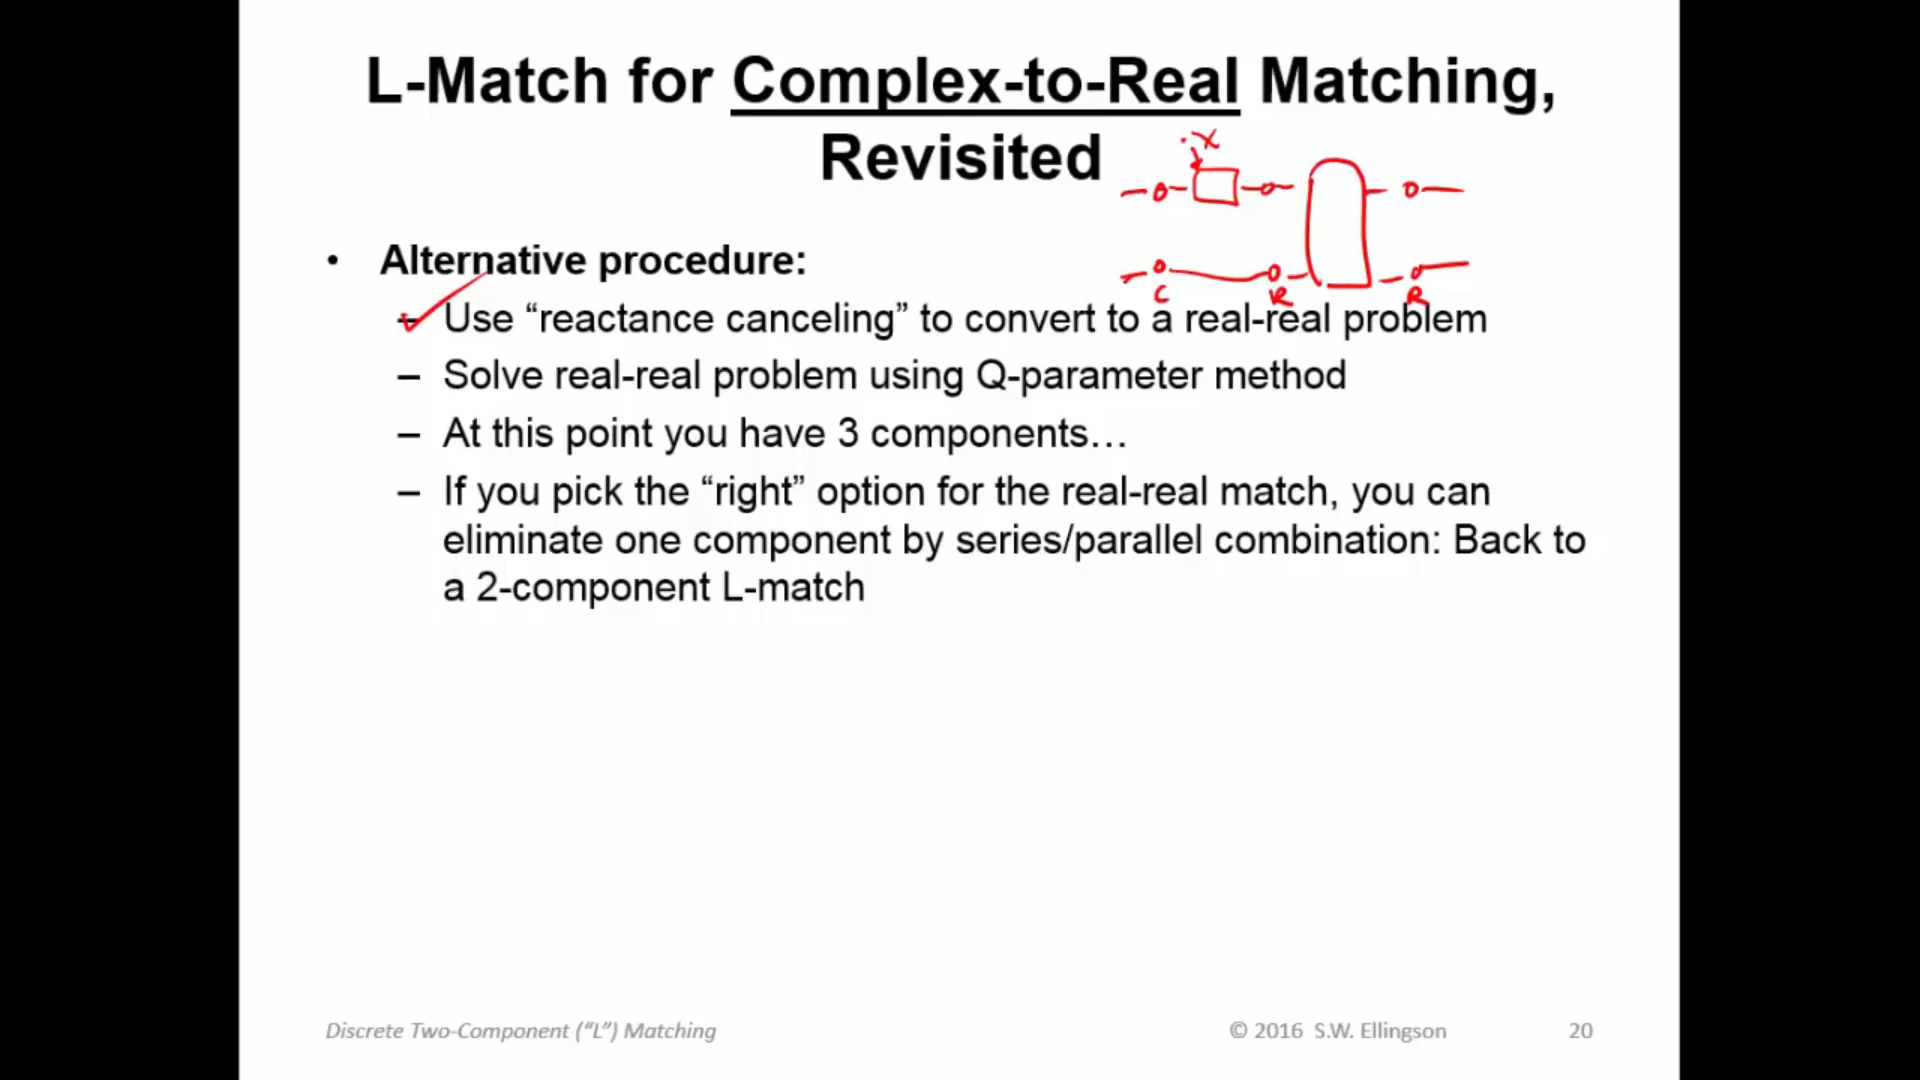 L-Match for Complex-to-Real Matching,
Revisited
X
• Alternative procedure:
C R R
– Use “reactance canceling” to convert to a real-real problem
– Solve real-real problem using Q-parameter method
– At this point you have 3 components…
– If you pick the “right” option for the real-real match, you can
eliminate one component by series/parallel combination: Back to
a 2-component L-match
Discrete Two-Component (“L”) Matching © 2016 S.W. Ellingson 20